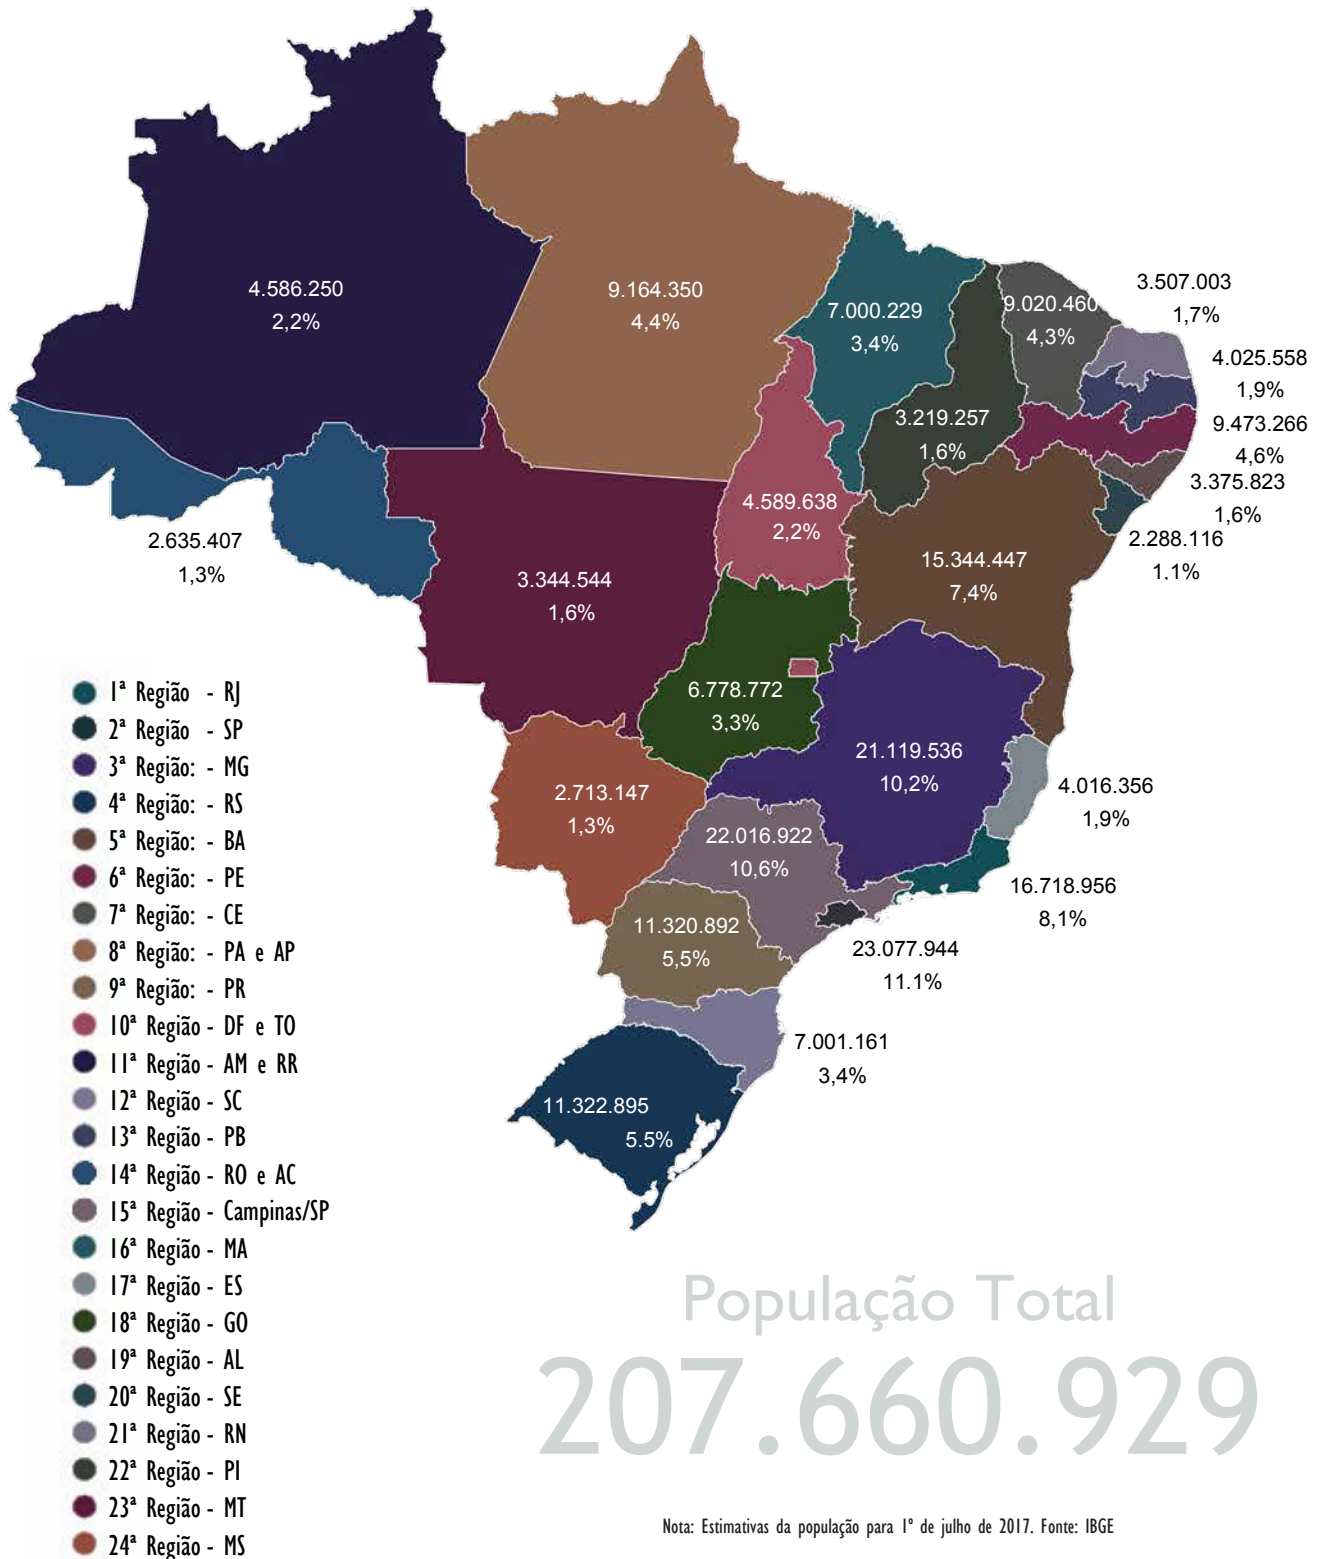 4.586.250
2,2%
9.164.350
4,4%
7.000.229
3,4%
9.020.460
4,3%
3.507.003
1,7%
4.025.558
1,9%
9.473.266
4,6%
3.375.823
1,6%
2.288.116
1,1%
3.219.257
1,6%
4.589.638
2,2%
15.344.447
7,4%
2.635.407
1,3%
3.344.544
1,6%
6.778.772
3,3%
21.119.536
10,2%
4.016.356
1,9%
2.713.147
1,3%
22.016.922
10,6%
16.718.956
8,1%
11.320.892
5,5%
23.077.944
11.1%
7.001.161
3,4%
11.322.895
5.5%
1ª Região - RJ
2ª Região - SP
3ª Região: - MG
4ª Região: - RS
5ª Região: - BA
6ª Região: - PE
7ª Região: - CE
8ª Região: - PA e AP
9ª Região: - PR
10ª Região - DF e TO
11ª Região - AM e RR
12ª Região - SC
13ª Região - PB
14ª Região - RO e AC
15ª Região - Campinas/SP
16ª Região - MA
17ª Região - ES
18ª Região - GO
19ª Região - AL
20ª Região - SE
21ª Região - RN
22ª Região - PI
23ª Região - MT
24ª Região - MS
População Total
207.660.929
Nota: Estimativas da população para 1º de julho de 2017. Fonte: IBGE